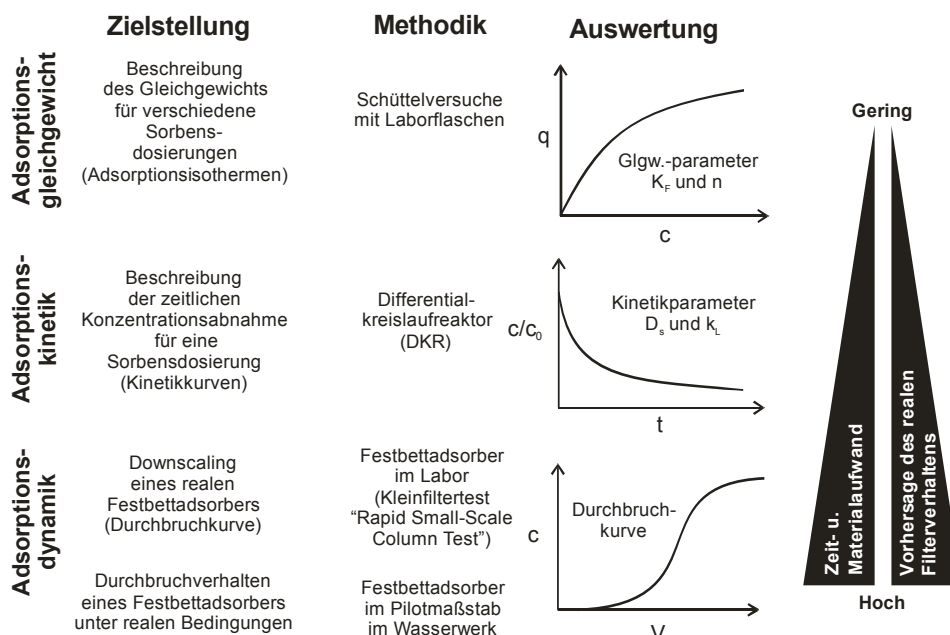 Zielstellung
Methodik
Auswertung
Adsorptions-
gleichgewicht
Beschreibung
des Gleichgewichts
für verschiedene
Sorbens-
dosierungen
(Adsorptionsisothermen)
Schüttelversuche
mit Laborflaschen
q
Glgw.-parameter
K_F und n
c
Gering
Adsorptions-
kinetik
Beschreibung
der zeitlichen
Konzentrationsabnahme
für eine
Sorbensdosierung
(Kinetikkurven)
Differential-
kreislaufreaktor
(DKR)
c/c₀
Kinetikparameter
D_s und k_L
t
Adsorptions-
dynamik
Downscaling
eines realen
Festbettadsorbers
(Durchbruchkurve)
Festbettadsorber
im Labor
(Kleinfiltertest
“Rapid Small-Scale
Column Test”)
c
Durchbruch-
kurve
V
Durchbruchverhalten
eines Festbettadsorbers
unter realen Bedingungen
Festbettadsorber
im Pilotmaßstab
im Wasserwerk
Zeit- u.
Materialaufwand
Vorhersage des realen
Filterverhaltens
Hoch